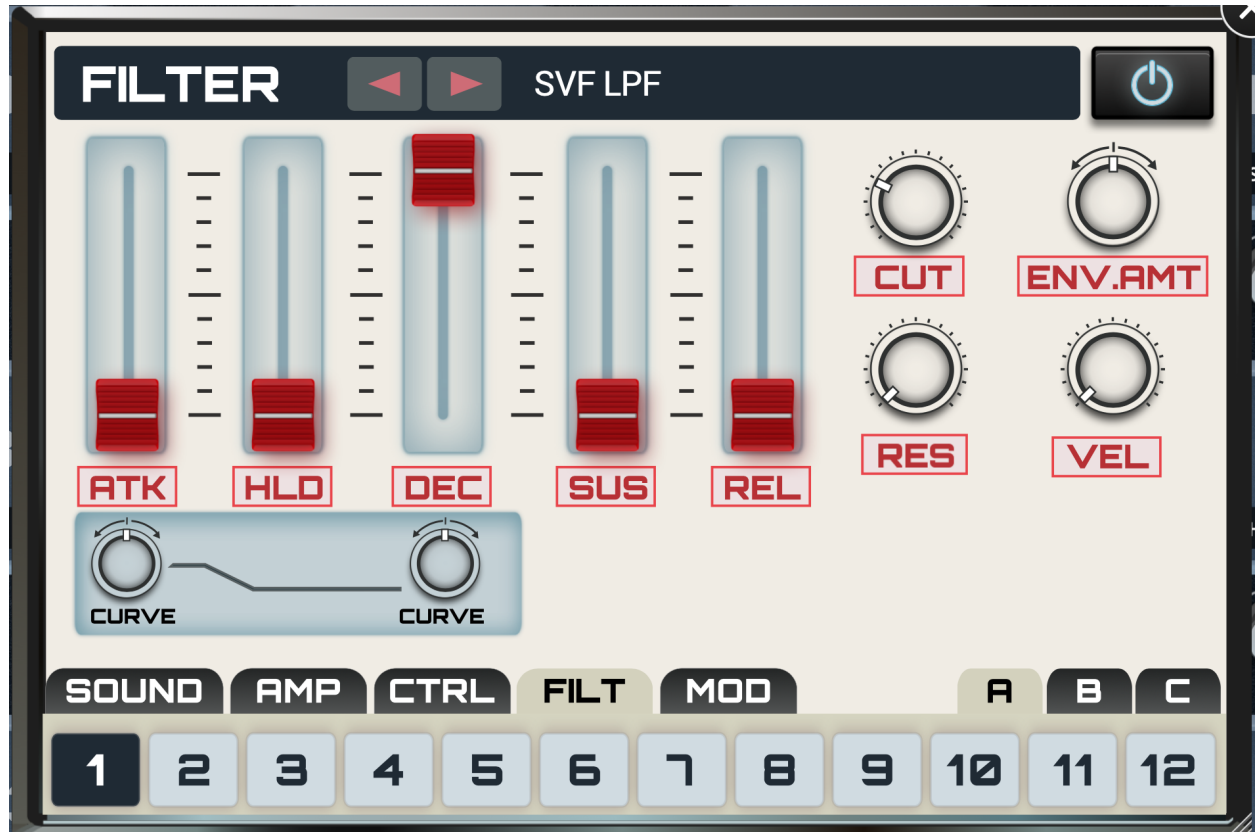 FILTER SVF LPF
CUT ENV.AMT
RES VEL
ATK HLD DEC SUS REL
CURVE CURVE
SOUND AMP CTRL FILT MOD A B C
1 2 3 4 5 6 7 8 9 10 11 12